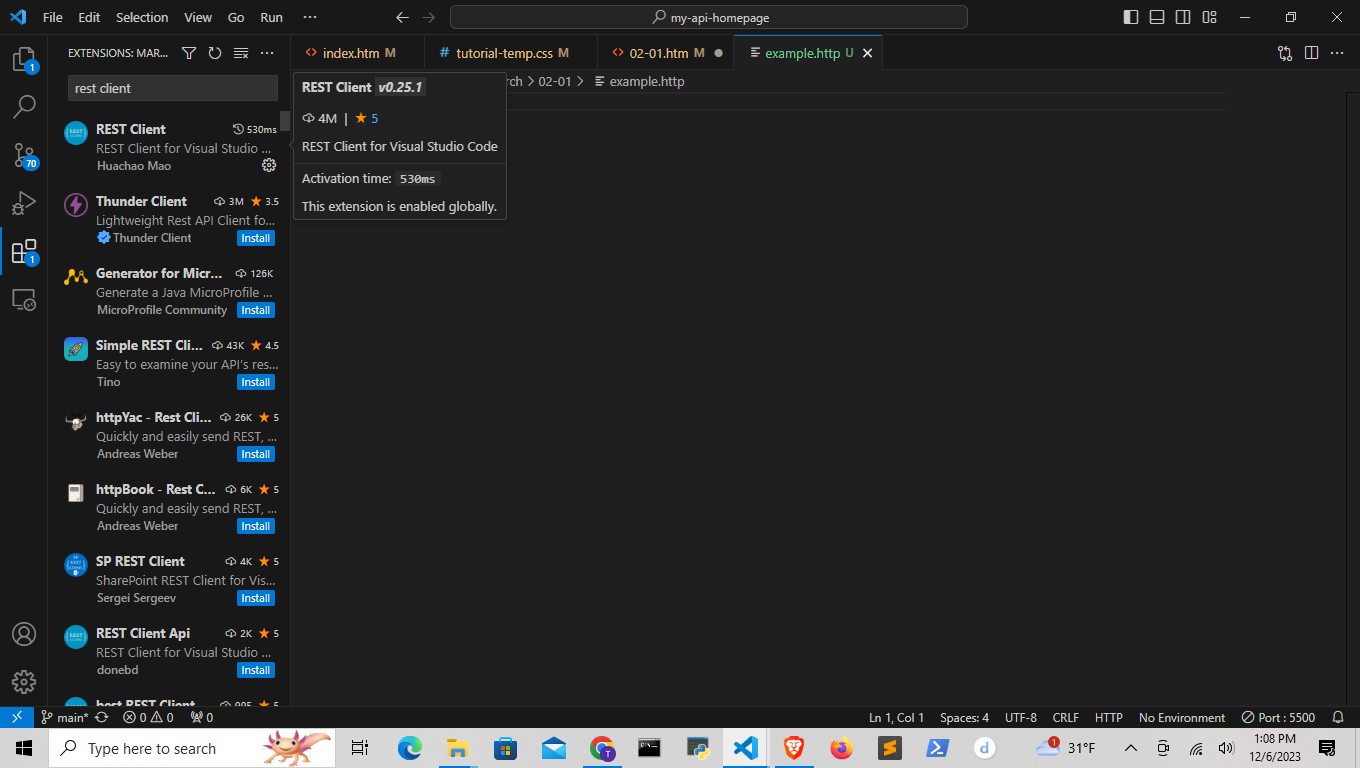 File Edit Selection View Go Run ···
my-api-homepage
EXTENSIONS: MAR...
index.htm M
tutorial-temp.css M
02-01.htm M
example.http U
rest client
rch > 02-01 > example.http
REST Client v0.25.1
4M | 5
REST Client for Visual Studio Code
Activation time: 530ms
This extension is enabled globally.
REST Client 530ms
REST Client for Visual Studio ...
Huachao Mao
Thunder Client 3M 3.5
Lightweight Rest API Client fo...
Thunder Client Install
Generator for Micr... 126K
Generate a Java MicroProfile ...
MicroProfile Community Install
Simple REST Cli... 43K 4.5
Easy to examine your API's res...
Tino Install
httpYac - Rest Cli... 26K 5
Quickly and easily send REST, ...
Andreas Weber Install
httpBook - Rest C... 6K 5
Quickly and easily send REST, ...
Andreas Weber Install
SP REST Client 4K 5
SharePoint REST Client for Vis...
Sergei Sergeev Install
REST Client Api 2K 5
REST Client for Visual Studio ...
donebd Install
best REST Client 995 5
1
70
1
main* 0 0 0
Ln 1, Col 1 Spaces: 4 UTF-8 CRLF HTTP No Environment Port : 5500
Type here to search
T
d
1
31°F
1:08 PM
12/6/2023